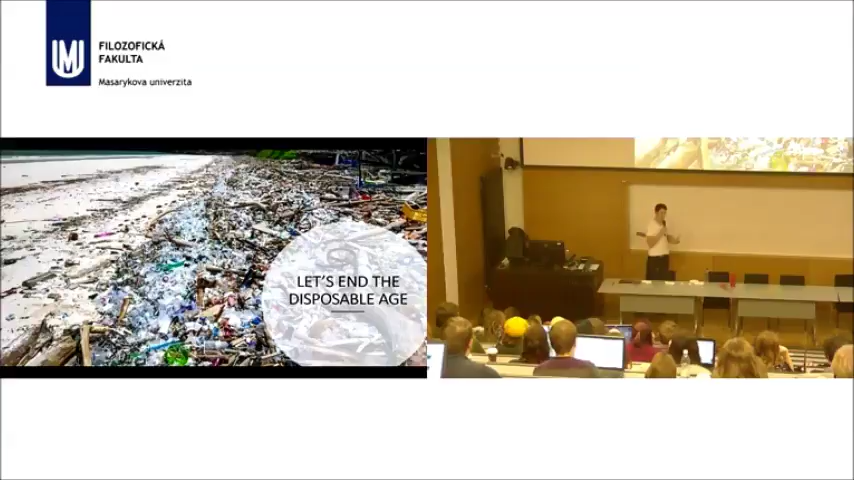 FILOZOFICKÁ
FAKULTA
Masarykova univerzita
LET'S END THE
DISPOSABLE AGE